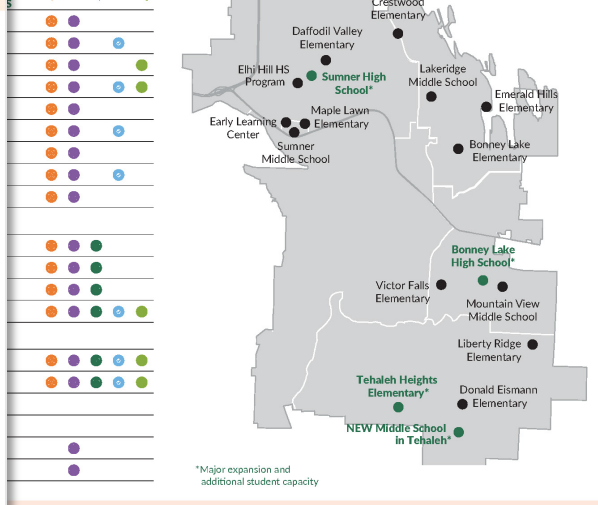 s
Crestwood
Elementary
Daffodil Valley
Elementary
Elhi Hill HS
Program
Sumner High
School*
Lakeridge
Middle School
Emerald Hills
Elementary
Early Learning
Center
Maple Lawn
Elementary
Sumner
Middle School
Bonney Lake
Elementary
Bonney Lake
High School*
Victor Falls
Elementary
Mountain View
Middle School
Liberty Ridge
Elementary
Tehaleh Heights
Elementary*
Donald Eismann
Elementary
NEW Middle School
in Tehaleh*
*Major expansion and
additional student capacity